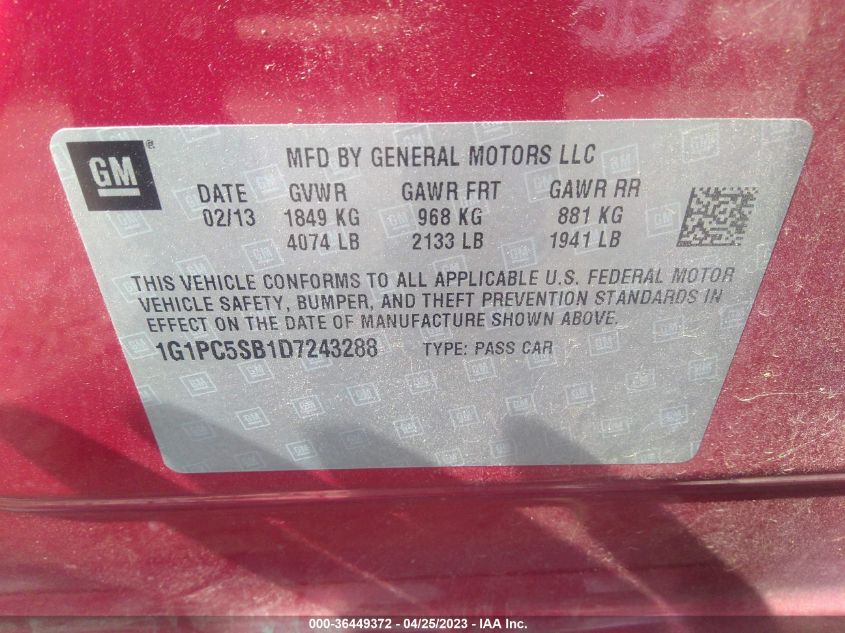 GM ®
MFD BY GENERAL MOTORS LLC
DATE GVWR GAWR FRT GAWR RR
02/13 1849 KG 968 KG 881 KG
4074 LB 2133 LB 1941 LB
THIS VEHICLE CONFORMS TO ALL APPLICABLE U.S. FEDERAL MOTOR
VEHICLE SAFETY, BUMPER, AND THEFT PREVENTION STANDARDS IN
EFFECT ON THE DATE OF MANUFACTURE SHOWN ABOVE.
1G1PC5SB1D7243288 TYPE: PASS CAR
000-36449372 - 04/25/2023 - IAA Inc.